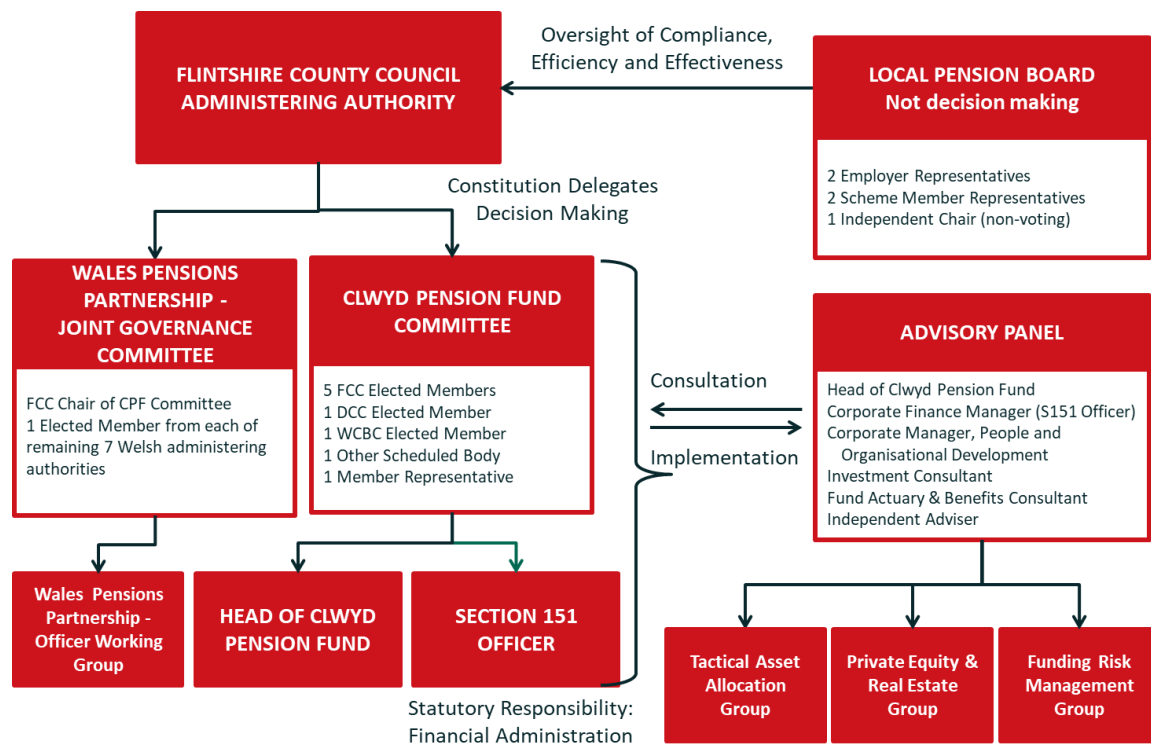 FLINTSHIRE COUNTY COUNCIL
ADMINISTERING AUTHORITY
Oversight of Compliance,
Efficiency and Effectiveness
LOCAL PENSION BOARD
Not decision making
2 Employer Representatives
2 Scheme Member Representatives
1 Independent Chair (non-voting)
Constitution Delegates
Decision Making
WALES PENSIONS
PARTNERSHIP -
JOINT GOVERNANCE
COMMITTEE
FCC Chair of CPF Committee
1 Elected Member from each of
remaining 7 Welsh administering
authorities
CLWYD PENSION FUND
COMMITTEE
5 FCC Elected Members
1 DCC Elected Member
1 WCBC Elected Member
1 Other Scheduled Body
1 Member Representative
Consultation
Implementation
ADVISORY PANEL
Head of Clwyd Pension Fund
Corporate Finance Manager (S151 Officer)
Corporate Manager, People and
Organisational Development
Investment Consultant
Fund Actuary & Benefits Consultant
Independent Adviser
Wales Pensions
Partnership -
Officer Working
Group
HEAD OF CLWYD
PENSION FUND
SECTION 151
OFFICER
Statutory Responsibility:
Financial Administration
Tactical Asset
Allocation
Group
Private Equity &
Real Estate
Group
Funding Risk
Management
Group